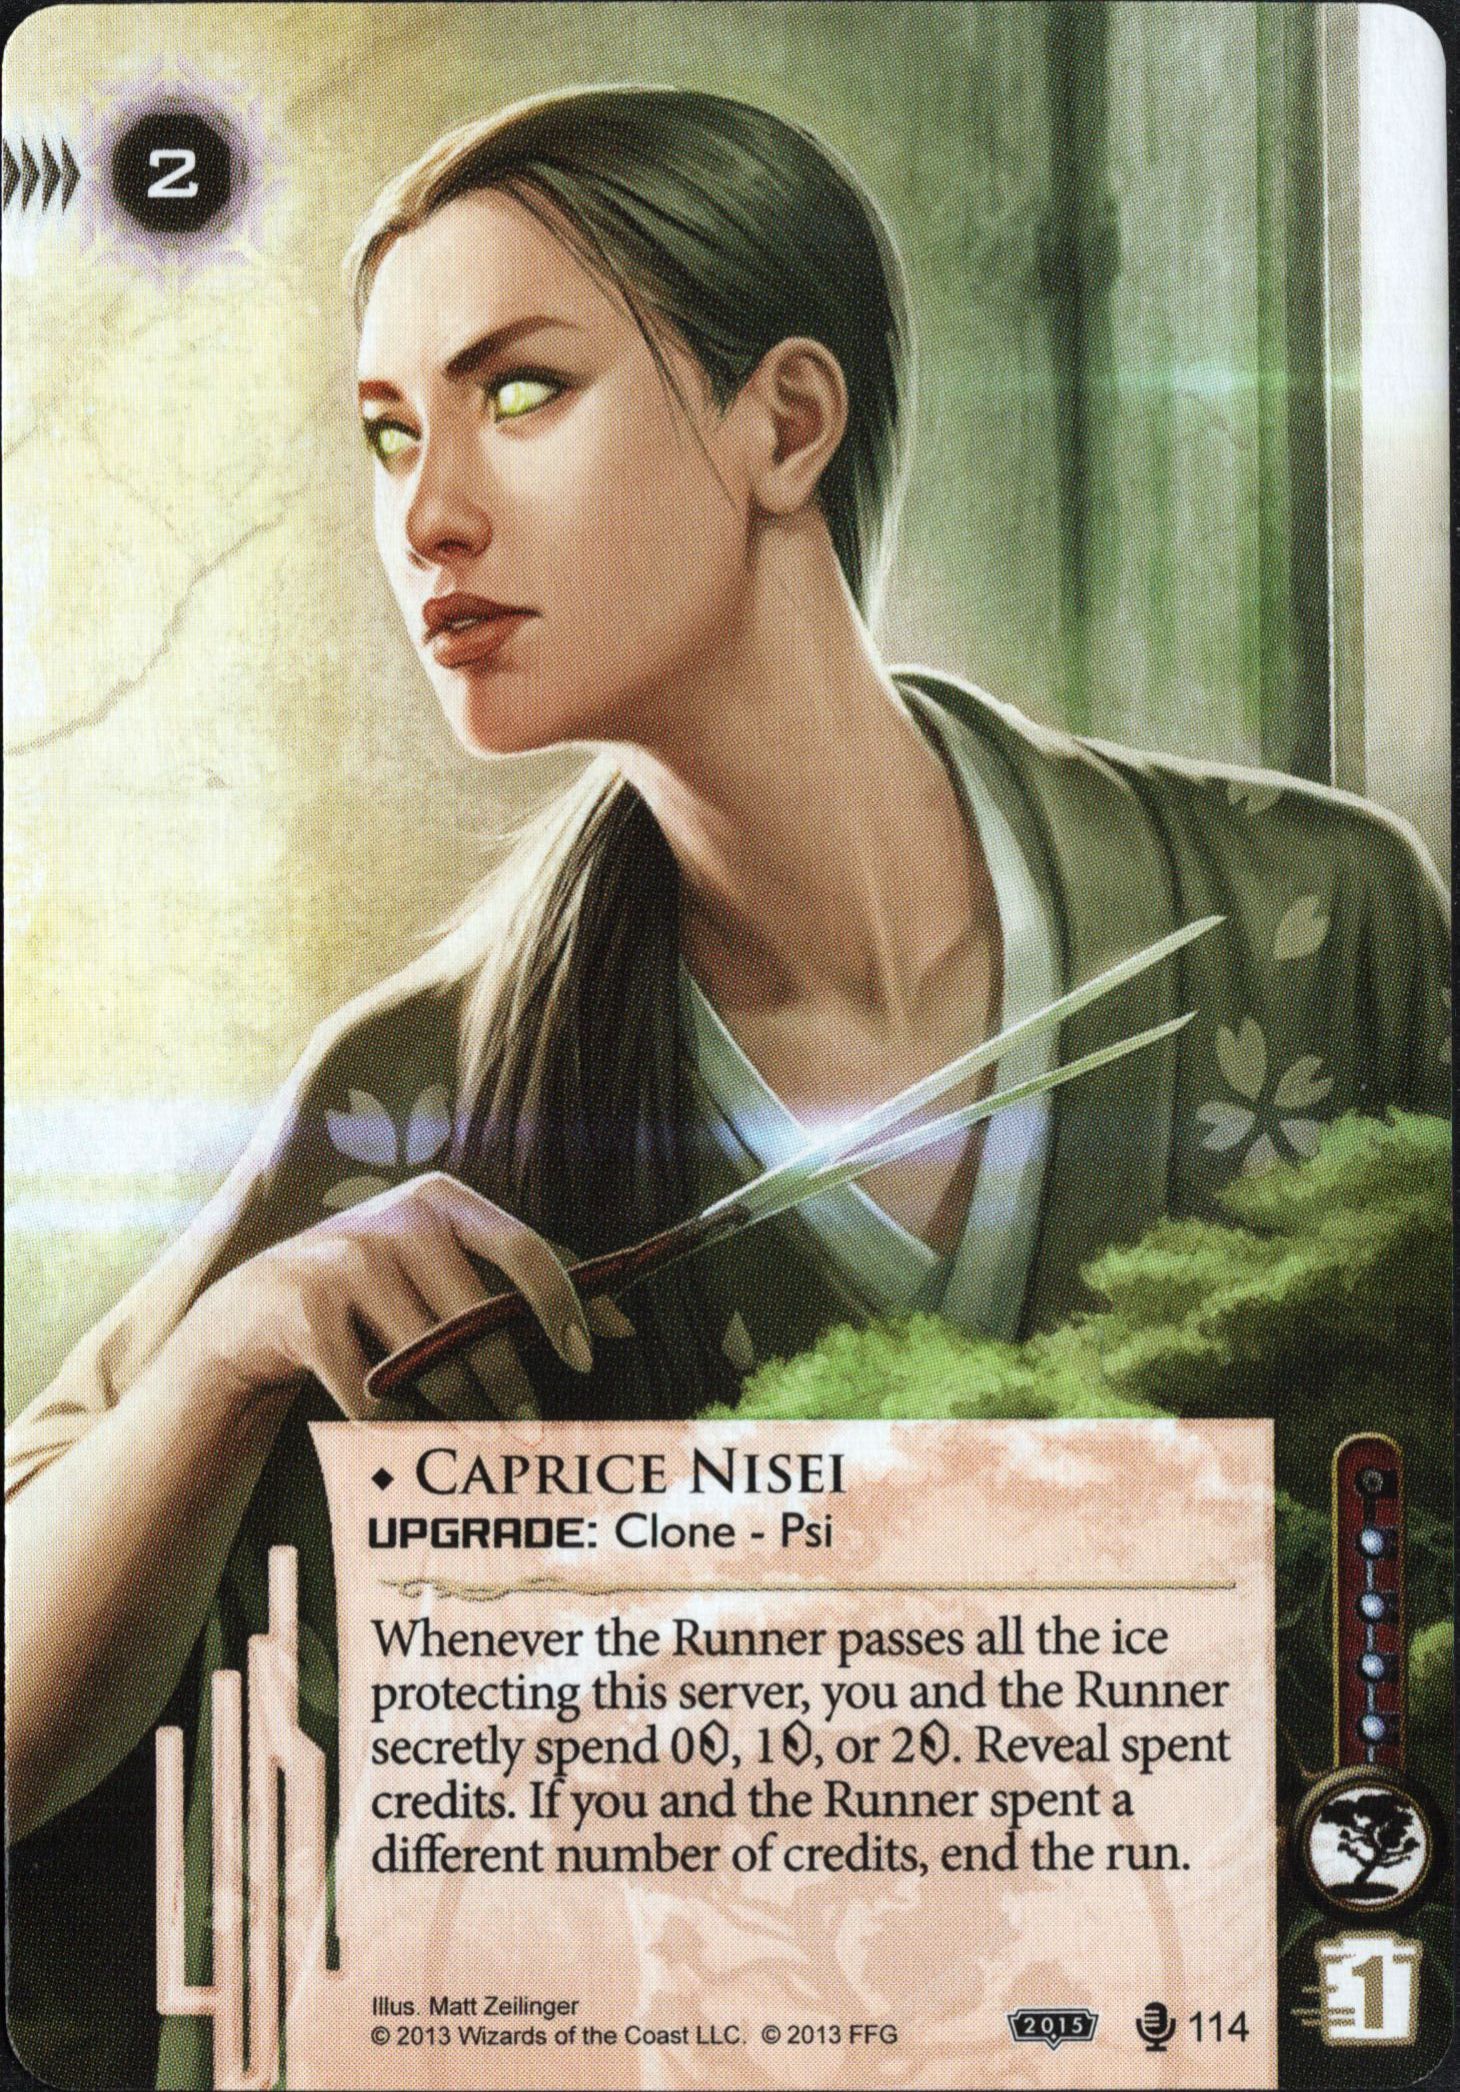 2
◆ CAPRICE NISEI
UPGRADE: Clone - Psi
Whenever the Runner passes all the ice
protecting this server, you and the Runner
secretly spend 0, 1, or 2. Reveal spent
credits. If you and the Runner spent a
different number of credits, end the run.
Illus. Matt Zeilinger
© 2013 Wizards of the Coast LLC. © 2013 FFG
2015
114
1